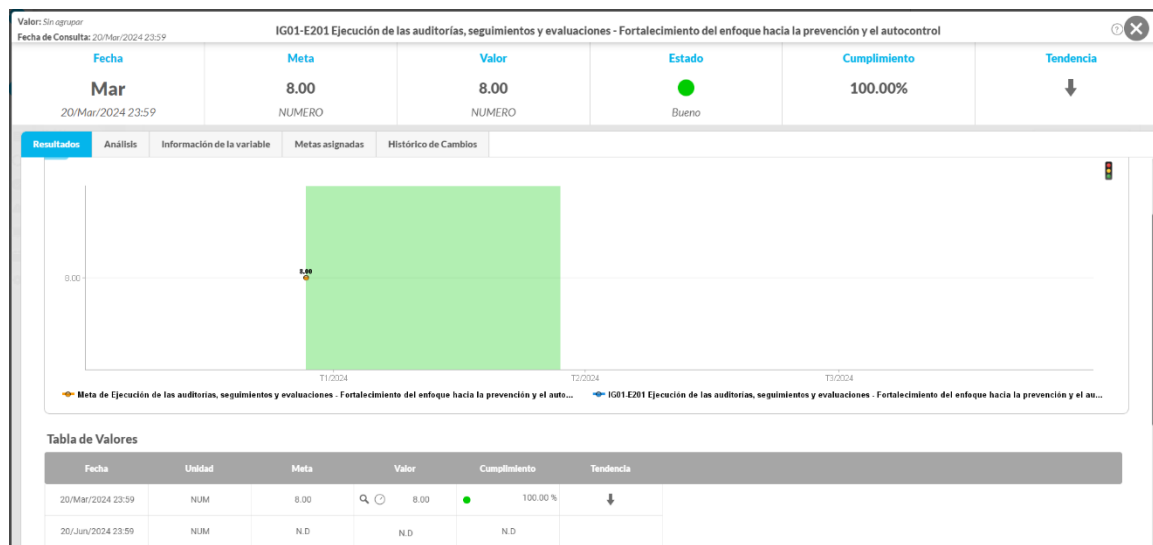 Valor: Sin agrupar
Fecha de Consulta: 20/Mar/2024 23:59
IG01-E201 Ejecución de las auditorías, seguimientos y evaluaciones - Fortalecimiento del enfoque hacia la prevención y el autocontrol
Fecha Meta Valor Estado Cumplimiento Tendencia
Mar 8.00 8.00 100.00%
20/Mar/2024 23:59 NUMERO NUMERO Bueno
Resultados Análisis Información de la variable Metas asignadas Histórico de Cambios
8.00
8.00
T1/2024 T2/2024 T3/2024
Meta de Ejecución de las auditorías, seguimientos y evaluaciones - Fortalecimiento del enfoque hacia la prevención y el auto... IG01-E201 Ejecución de las auditorías, seguimientos y evaluaciones - Fortalecimiento del enfoque hacia la prevención y el au...
Tabla de Valores
Fecha Unidad Meta Valor Cumplimiento Tendencia
20/Mar/2024 23:59 NUM 8.00 8.00 100.00 %
20/Jun/2024 23:59 NUM N.D N.D N.D